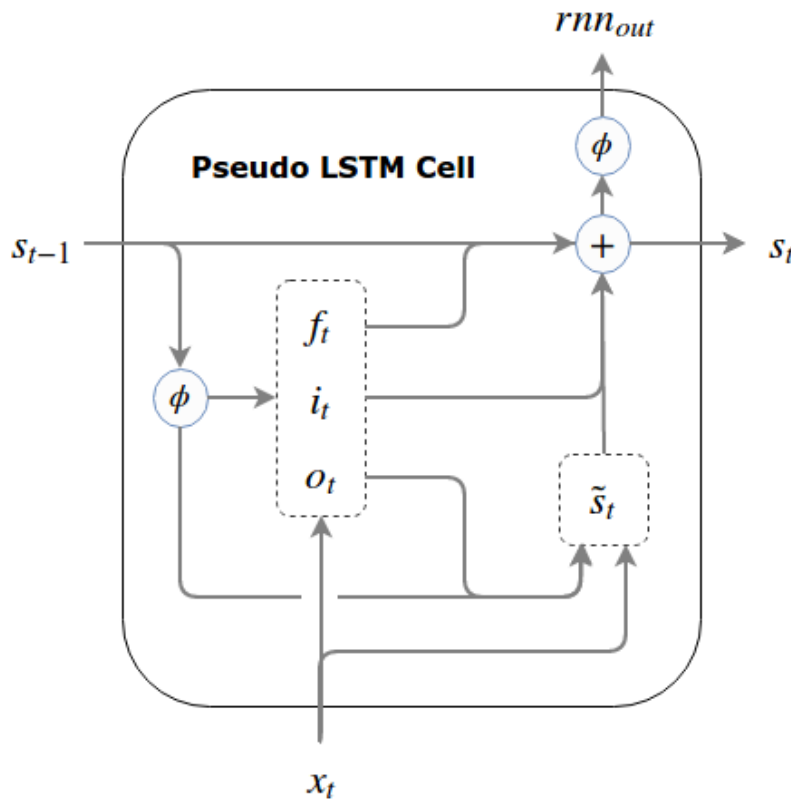 rnn_out
ϕ
Pseudo LSTM Cell
s_{t−1}
+
s_t
f_t
ϕ
i_t
o_t
s̃_t
x_t